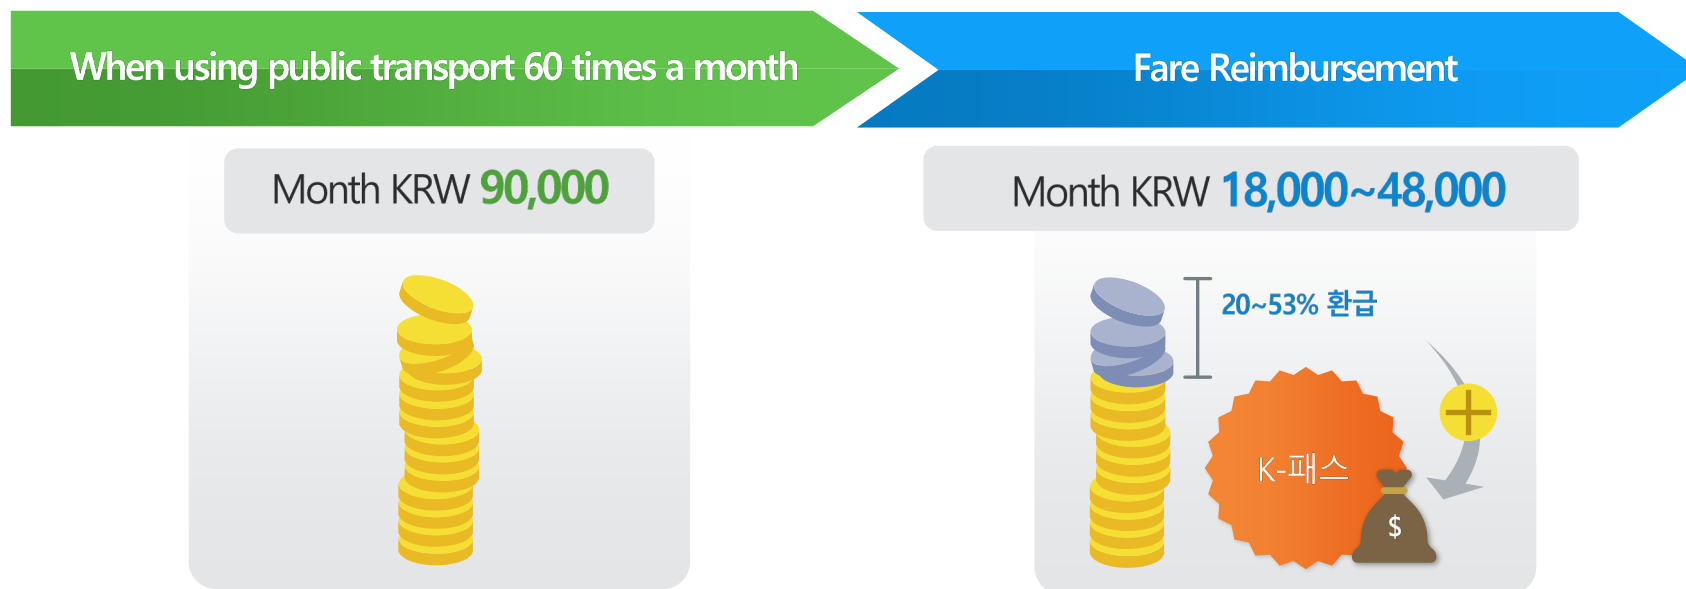 When using public transport 60 times a month
Fare Reimbursement
Month KRW 90,000
Month KRW 18,000~48,000
20~53% 환급
K-패스
$